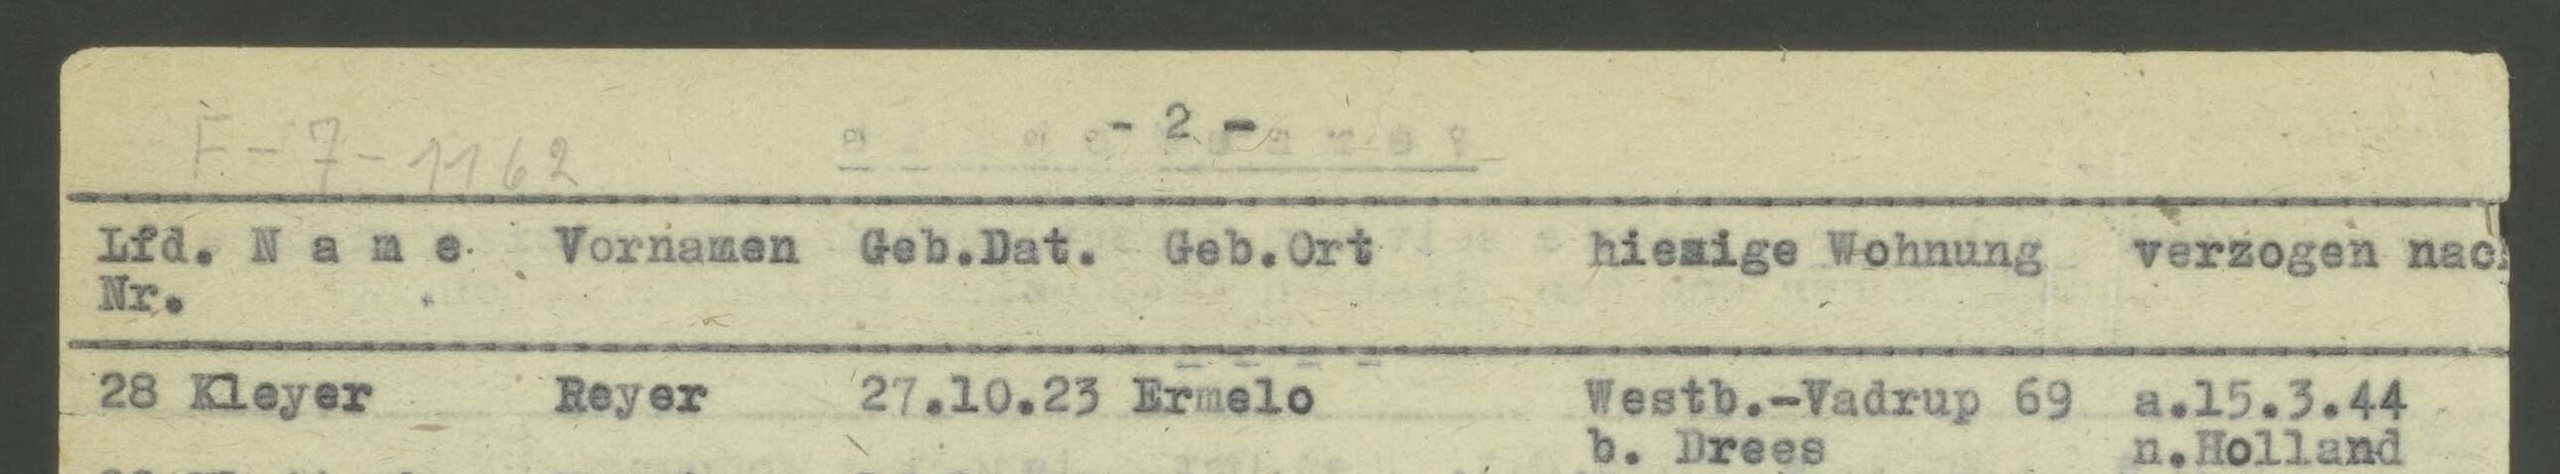 - 2 -
F-7-1162
Lfd. N a m e Vornamen Geb.Dat. Geb.Ort hiesige Wohnung verzogen nach
Nr.
28 Kleyer Reyer 27.10.23 Ermelo Westb.-Vadrup 69 a.15.3.44
b. Drees n.Holland